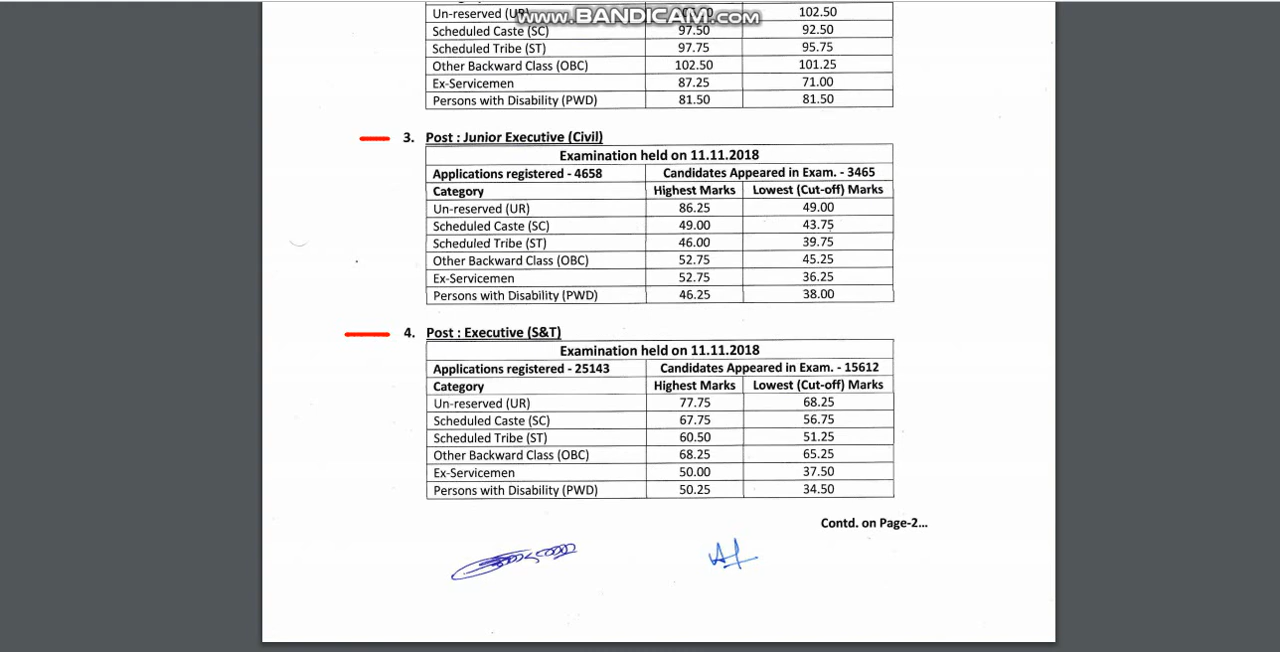 www.BANDICAM.com
Un-reserved (UR) 102.50
Scheduled Caste (SC) 97.50 92.50
Scheduled Tribe (ST) 97.75 95.75
Other Backward Class (OBC) 102.50 101.25
Ex-Servicemen 87.25 71.00
Persons with Disability (PWD) 81.50 81.50
3. Post : Junior Executive (Civil)
Examination held on 11.11.2018
Applications registered - 4658 Candidates Appeared in Exam. - 3465
Category Highest Marks Lowest (Cut-off) Marks
Un-reserved (UR) 86.25 49.00
Scheduled Caste (SC) 49.00 43.75
Scheduled Tribe (ST) 46.00 39.75
Other Backward Class (OBC) 52.75 45.25
Ex-Servicemen 52.75 36.25
Persons with Disability (PWD) 46.25 38.00
4. Post : Executive (S&T)
Examination held on 11.11.2018
Applications registered - 25143 Candidates Appeared in Exam. - 15612
Category Highest Marks Lowest (Cut-off) Marks
Un-reserved (UR) 77.75 68.25
Scheduled Caste (SC) 67.75 56.75
Scheduled Tribe (ST) 60.50 51.25
Other Backward Class (OBC) 68.25 65.25
Ex-Servicemen 50.00 37.50
Persons with Disability (PWD) 50.25 34.50
Contd. on Page-2...